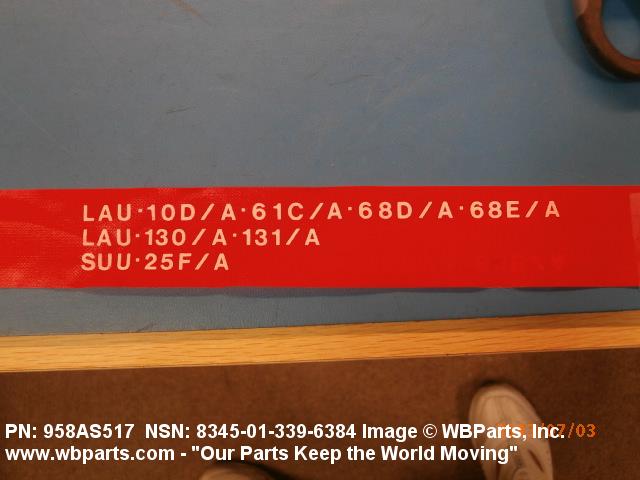 LAU·10D/A·61C/A·68D/A·68E/A
LAU·130/A·131/A
SUU·25F/A
PN: 958AS517 NSN: 8345-01-339-6384 Image © WBParts, Inc.
www.wbparts.com - "Our Parts Keep the World Moving"